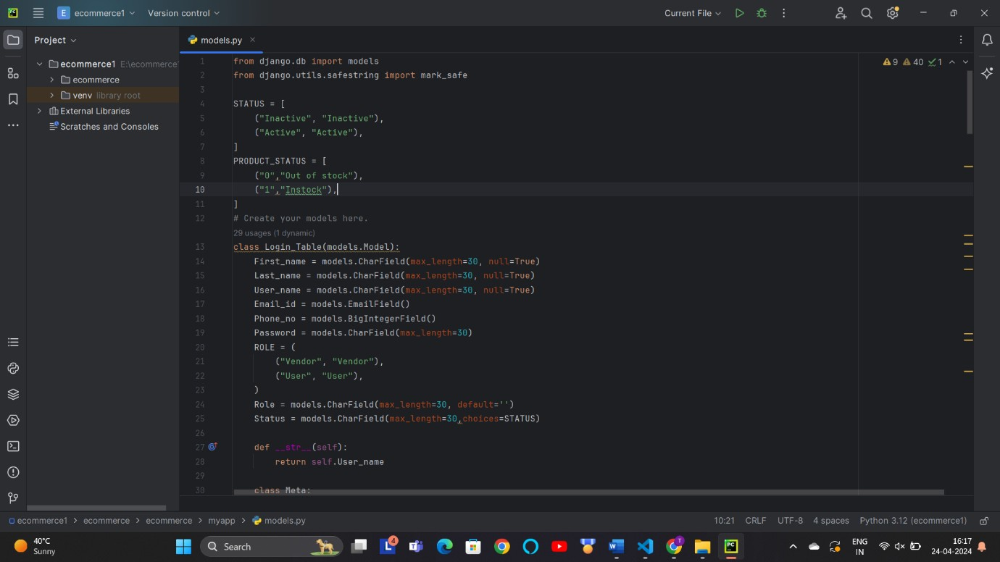 PC
E ecommerce1 Version control Current File
Project
models.py
ecommerce1 E:\ecommerce
ecommerce
venv library root
External Libraries
Scratches and Consoles
9 40 1
1 from django.db import models
2 from django.utils.safestring import mark_safe
3
4 STATUS = [
5 ("Inactive", "Inactive"),
6 ("Active", "Active"),
7 ]
8 PRODUCT_STATUS = [
9 ("0","Out of stock"),
10 ("1","Instock"),
11 ]
12 # Create your models here.
29 usages (1 dynamic)
13 class Login_Table(models.Model):
14 First_name = models.CharField(max_length=30, null=True)
15 Last_name = models.CharField(max_length=30, null=True)
16 User_name = models.CharField(max_length=30, null=True)
17 Email_id = models.EmailField()
18 Phone_no = models.BigIntegerField()
19 Password = models.CharField(max_length=30)
20 ROLE = (
21 ("Vendor", "Vendor"),
22 ("User", "User"),
23 )
24 Role = models.CharField(max_length=30, default='')
25 Status = models.CharField(max_length=30,choices=STATUS)
26
27 def __str__(self):
28 return self.User_name
29
30 class Meta:
ecommerce1 > ecommerce > ecommerce > myapp > models.py
10:21 CRLF UTF-8 4 spaces Python 3.12 (ecommerce1)
40°C
Sunny
Search
L 4
T
PC
ENG
IN
16:17
24-04-2024